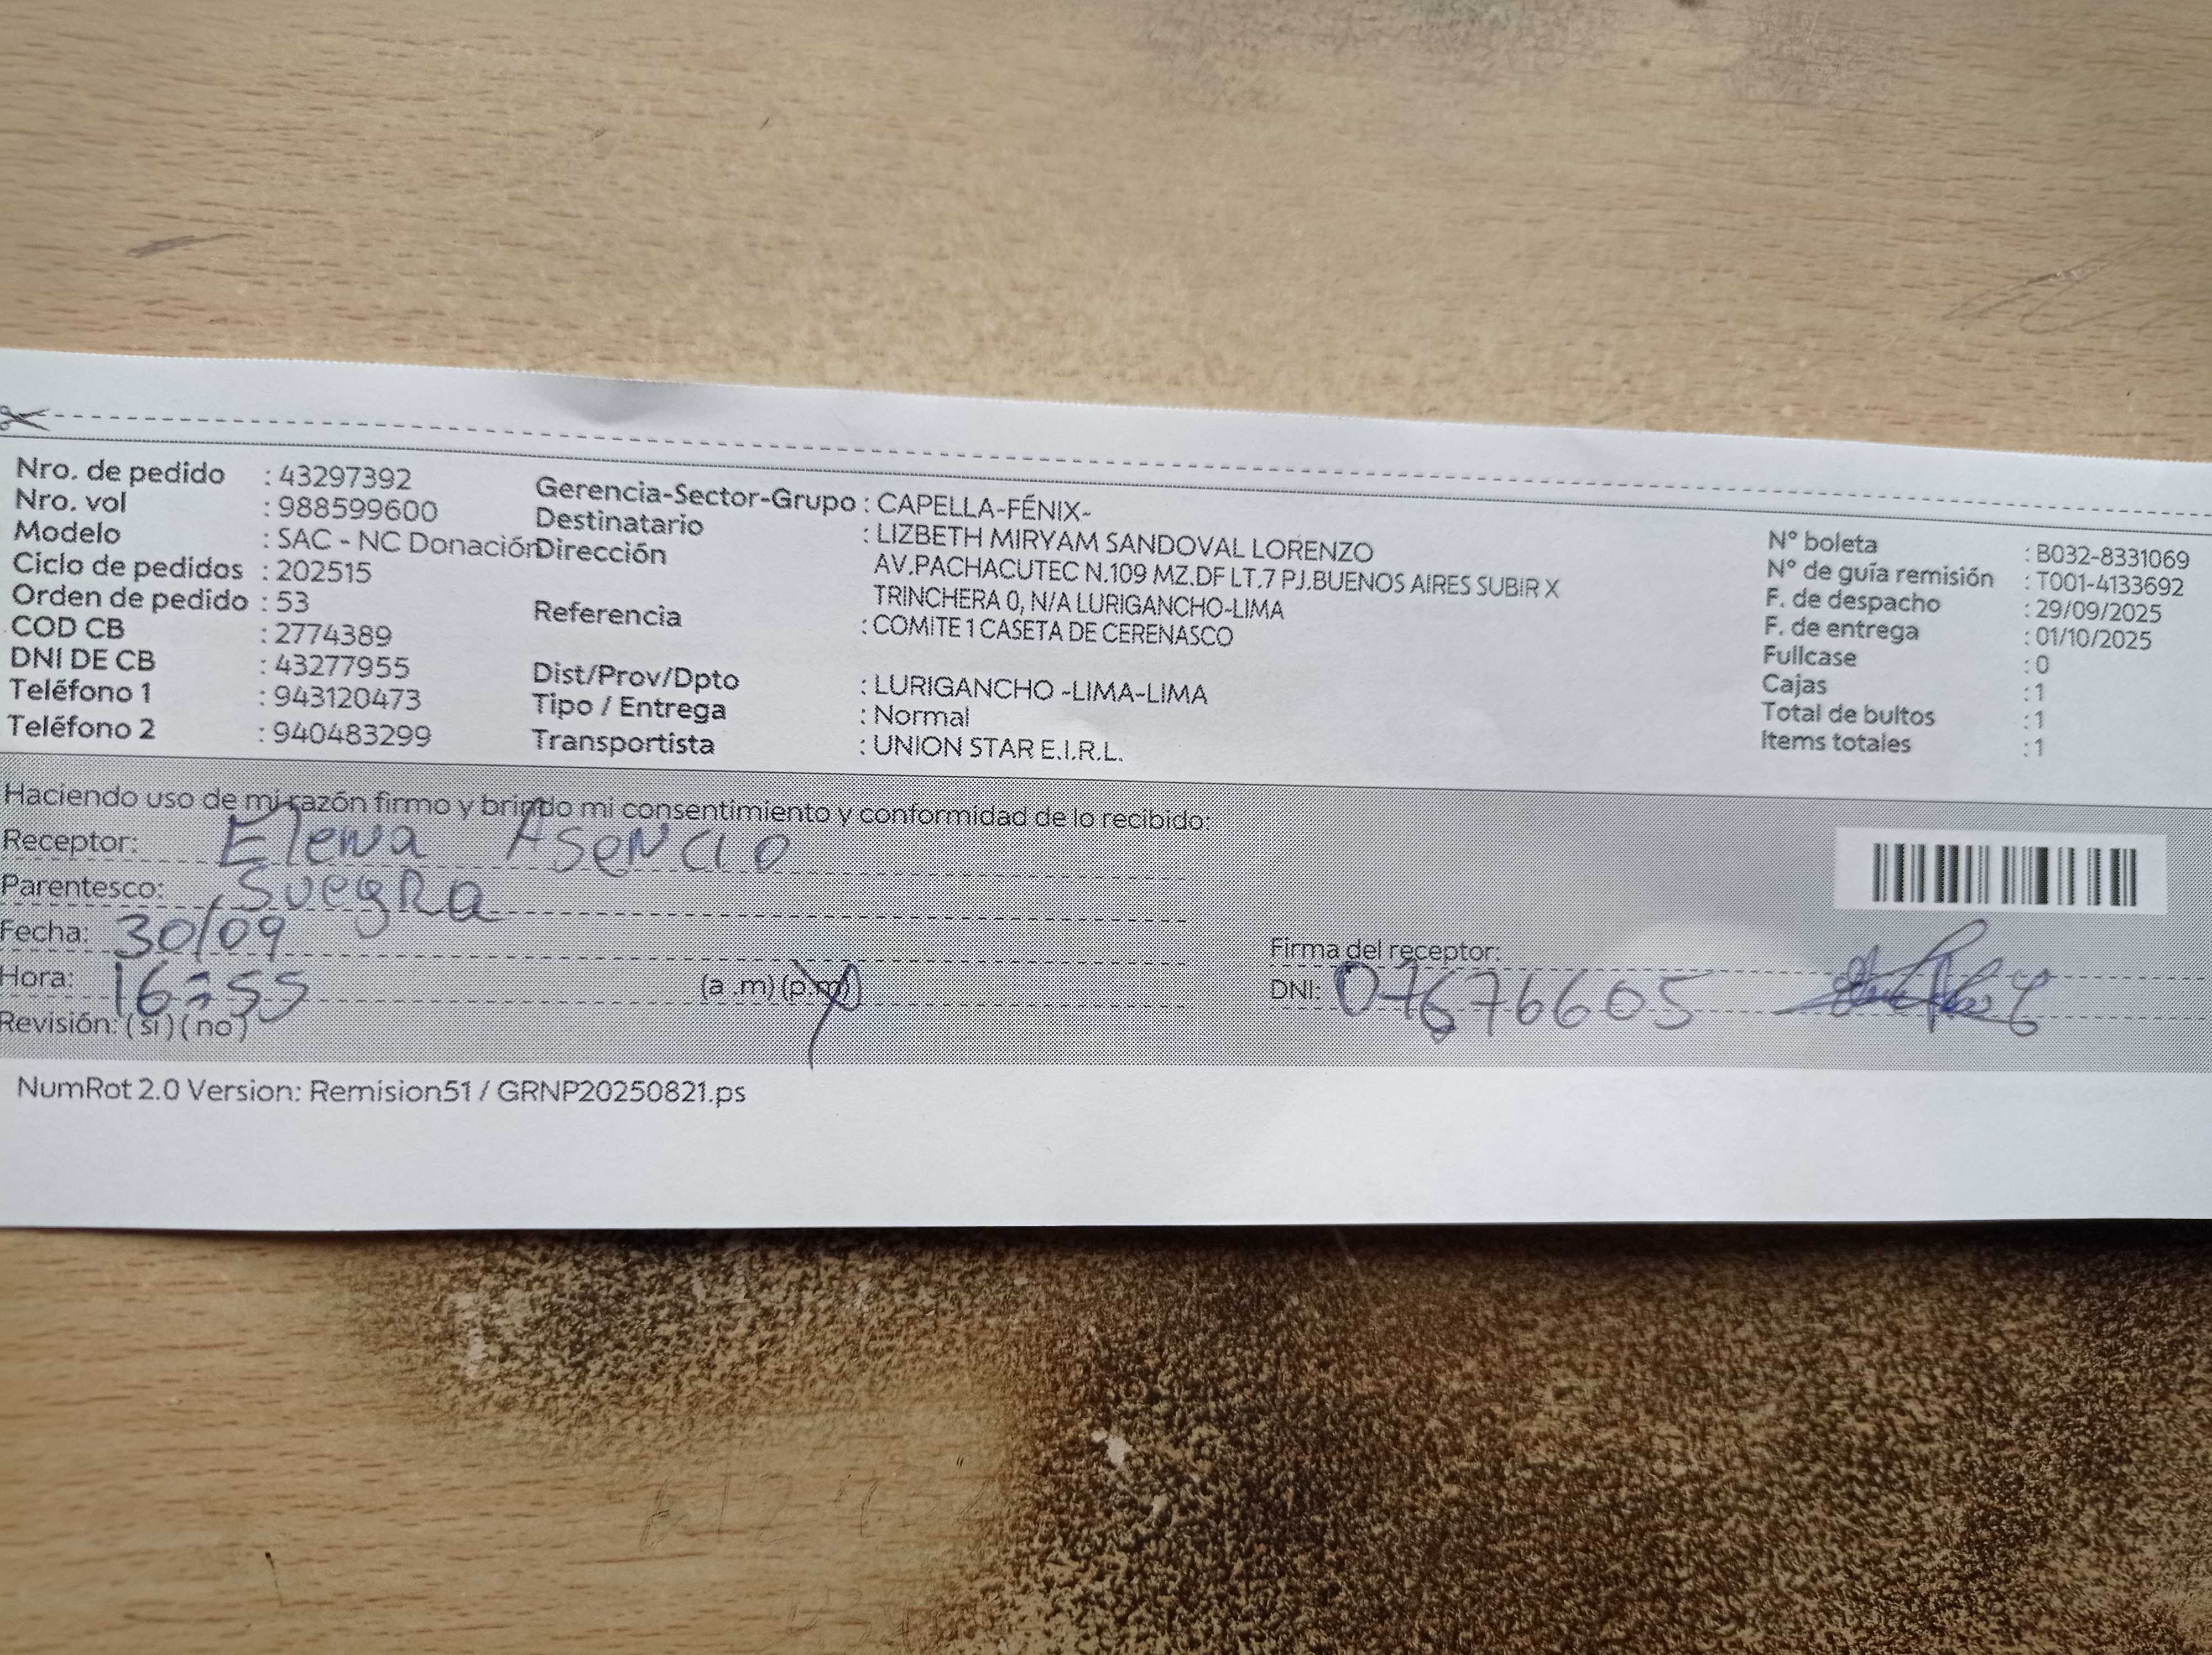 Nro. de pedido : 43297392
Nro. vol : 988599600
Modelo : SAC - NC Donación
Ciclo de pedidos : 202515
Orden de pedido : 53
COD CB : 2774389
DNI DE CB : 43277955
Teléfono 1 : 943120473
Teléfono 2 : 940483299
Gerencia-Sector-Grupo : CAPELLA-FÉNIX-
Destinatario : LIZBETH MIRYAM SANDOVAL LORENZO
Dirección AV.PACHACUTEC N.109 MZ.DF LT.7 PJ.BUENOS AIRES SUBIR X
TRINCHERA 0, N/A LURIGANCHO-LIMA
Referencia : COMITE 1 CASETA DE CERENASCO
Dist/Prov/Dpto : LURIGANCHO -LIMA-LIMA
Tipo / Entrega : Normal
Transportista : UNION STAR E.I.R.L.
N° boleta : B032-8331069
N° de guía remisión : T001-4133692
F. de despacho : 29/09/2025
F. de entrega : 01/10/2025
Fullcase : 0
Cajas : 1
Total de bultos : 1
Items totales : 1
Haciendo uso de mi razón firmo y brindo mi consentimiento y conformidad de lo recibido:
Receptor: Elena Asencio
Parentesco: Suegra
Fecha: 30/09
Hora: 16:55 (a .m) (p.m)
Revisión: (si) (no)
Firma del receptor:
DNI: 07676605
NumRot 2.0 Version: Remision51 / GRNP20250821.ps